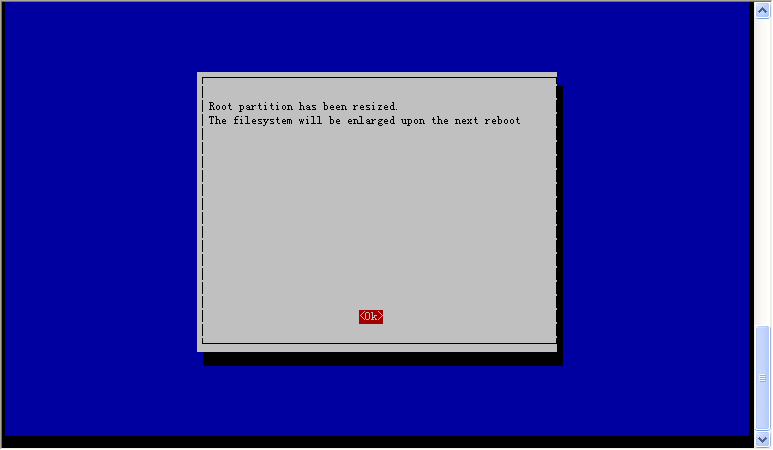 Root partition has been resized.
The filesystem will be enlarged upon the next reboot
<Ok>